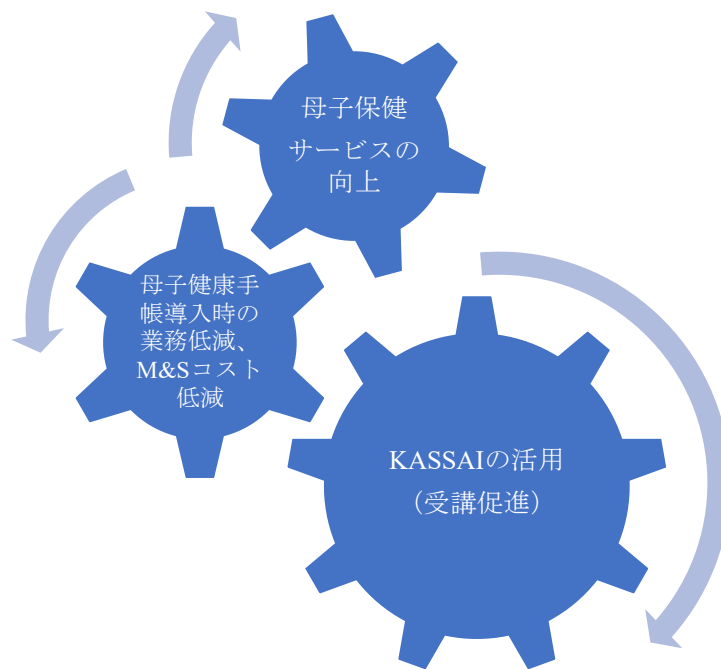 母子保健
サービスの
向上
母子健康手
帳導入時の
業務低減、
M&Sコスト
低減
KASSAIの活用
（受講促進）